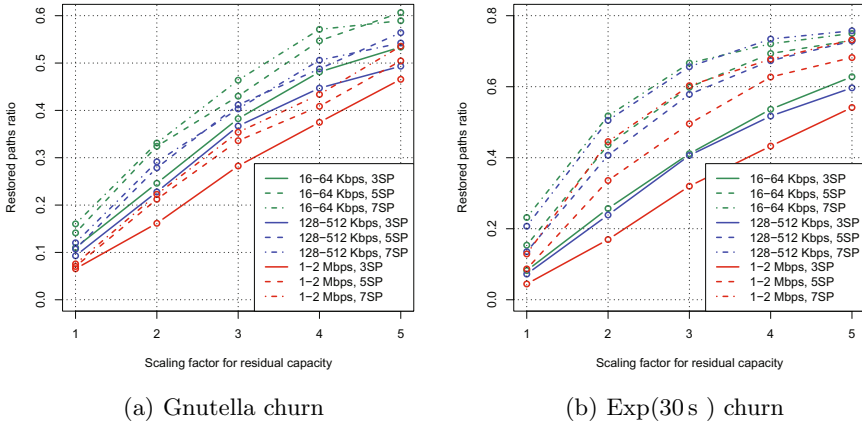 Restored paths ratio
0.6
0.5
0.4
0.3
0.2
0.1
0.0
16−64 Kbps, 3SP
16−64 Kbps, 5SP
16−64 Kbps, 7SP
128−512 Kbps, 3SP
128−512 Kbps, 5SP
128−512 Kbps, 7SP
1−2 Mbps, 3SP
1−2 Mbps, 5SP
1−2 Mbps, 7SP
1 2 3 4 5
Scaling factor for residual capacity
(a) Gnutella churn
Restored paths ratio
0.8
0.6
0.4
0.2
0.0
16−64 Kbps, 3SP
16−64 Kbps, 5SP
16−64 Kbps, 7SP
128−512 Kbps, 3SP
128−512 Kbps, 5SP
128−512 Kbps, 7SP
1−2 Mbps, 3SP
1−2 Mbps, 5SP
1−2 Mbps, 7SP
1 2 3 4 5
Scaling factor for residual capacity
(b) Exp(30 s ) churn